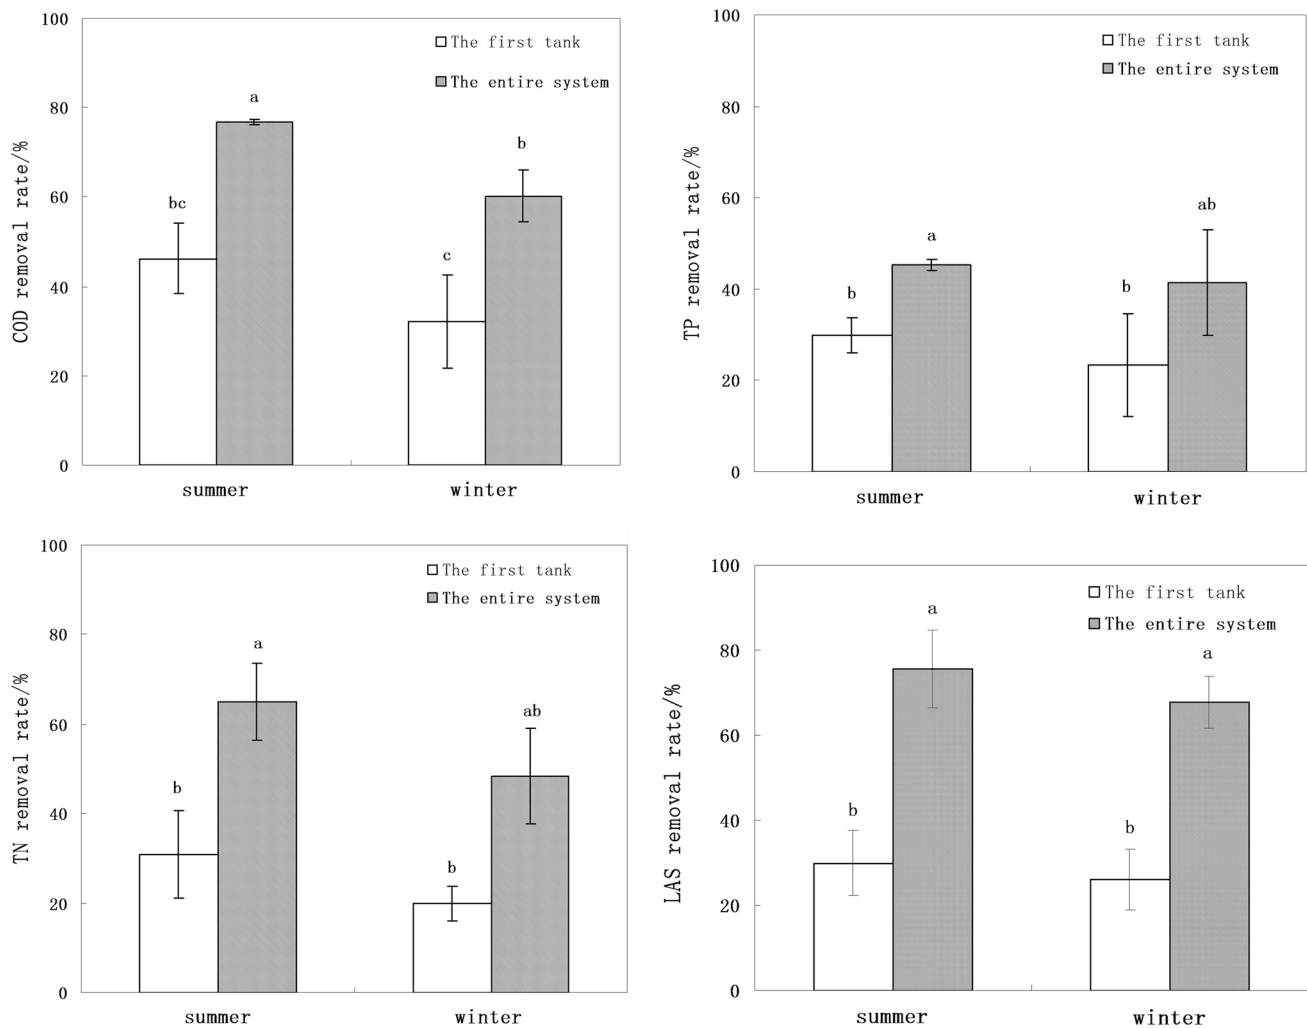 COD removal rate/%
100
80
60
40
20
0
The first tank
The entire system
bc
a
c
b
summer
winter
TP removal rate/%
100
80
60
40
20
0
The first tank
The entire system
b
a
b
ab
summer
winter
TN removal rate/%
100
80
60
40
20
0
The first tank
The entire system
b
a
b
ab
summer
winter
LAS removal rate/%
100
80
60
40
20
0
The first tank
The entire system
b
a
b
a
summer
winter